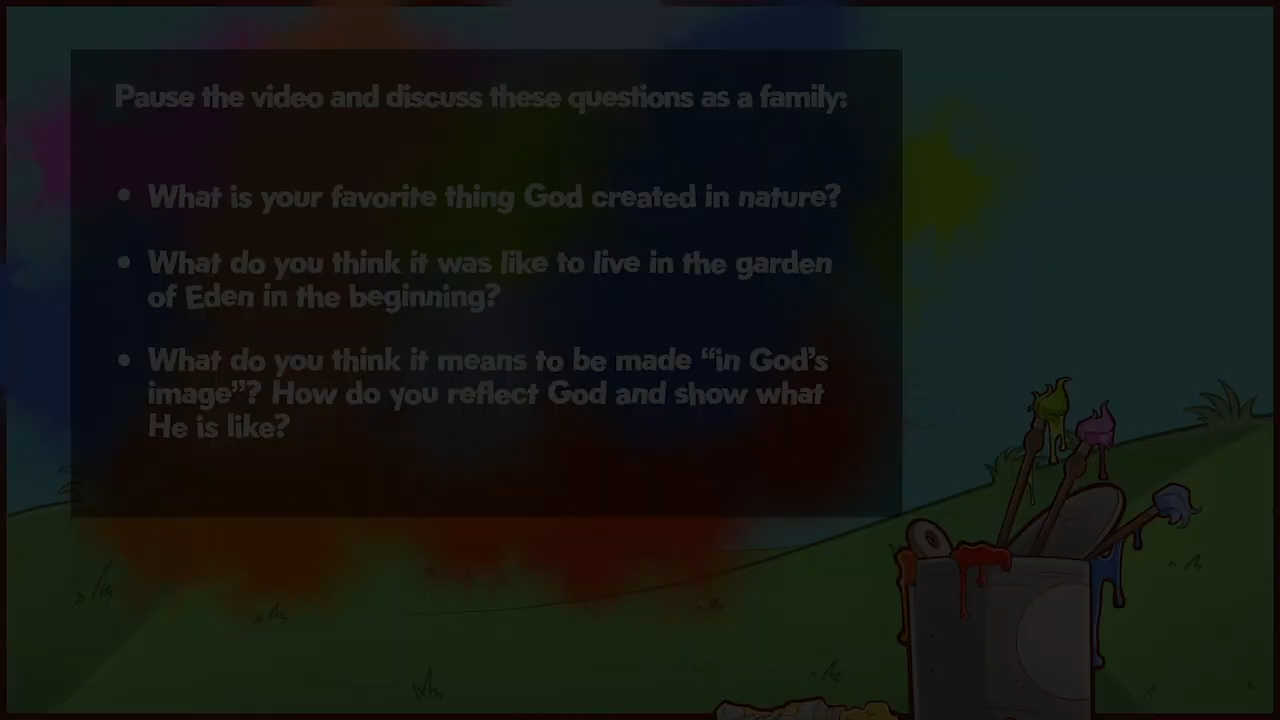 Pause the video and discuss these questions as a family:
• What is your favorite thing God created in nature?
• What do you think it was like to live in the garden
of Eden in the beginning?
• What do you think it means to be made “in God’s
image”? How do you reflect God and show what
He is like?